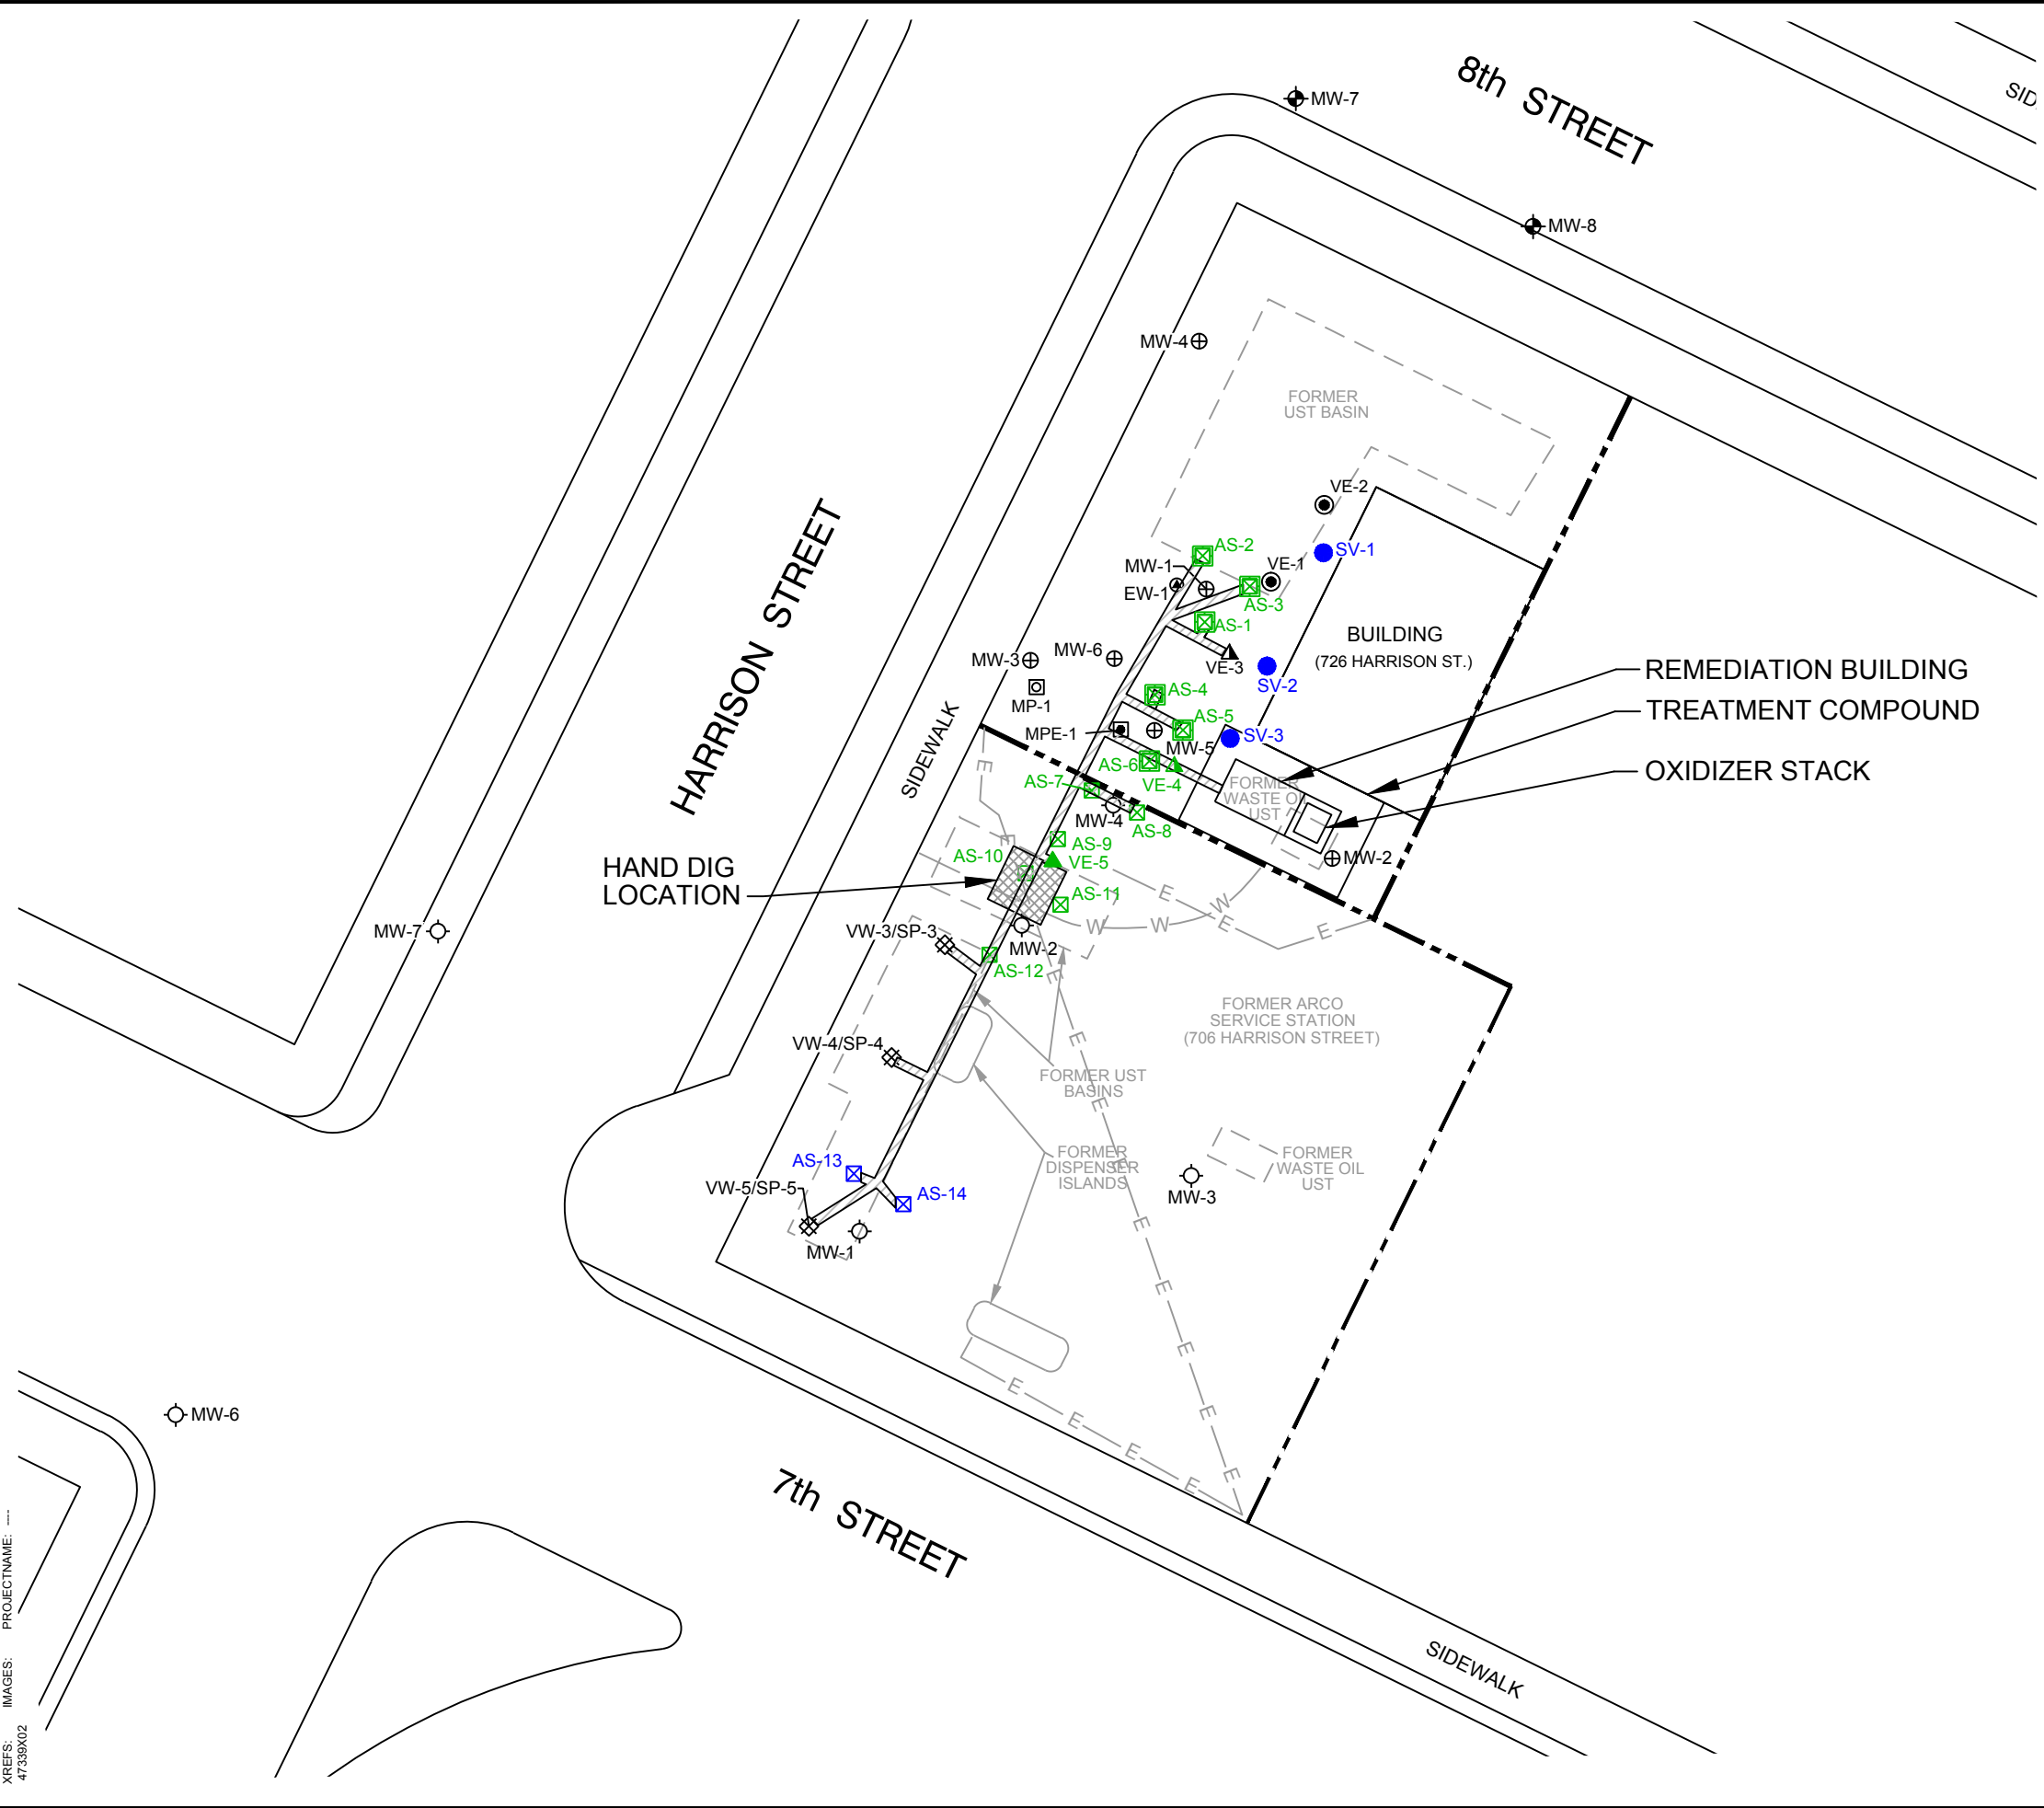 8th STREET
SID
MW-7
MW-8
MW-4
FORMER
UST BASIN
VE-2
AS-2
SV-1
MW-1
VE-1
EW-1
AS-3
AS-1
BUILDING
(726 HARRISON ST.)
MW-3
MW-6
VE-3
SV-2
REMEDIATION BUILDING
TREATMENT COMPOUND
OXIDIZER STACK
MP-1
AS-4
AS-5
MPE-1
MW-5
SV-3
HARRISON STREET
SIDEWALK
E
AS-6
VE-4
AS-7
FORMER
WASTE OIL
UST
MW-4
AS-8
E
AS-9
MW-2
AS-10
VE-5
HAND DIG
LOCATION
AS-11
E
W
W
W
E
E
MW-7
VW-3/SP-3
MW-2
AS-12
E
FORMER ARCO
SERVICE STATION
(706 HARRISON STREET)
E
VW-4/SP-4
FORMER UST
BASINS
E
FORMER
DISPENSER
ISLANDS
E
FORMER
WASTE OIL
UST
AS-13
VW-5/SP-5
AS-14
MW-3
MW-1
E
E
E
E
E
E
E
E
E
MW-6
7th STREET
SIDEWALK
XREFS: IMAGES: PROJECTNAME: ----
47339X02